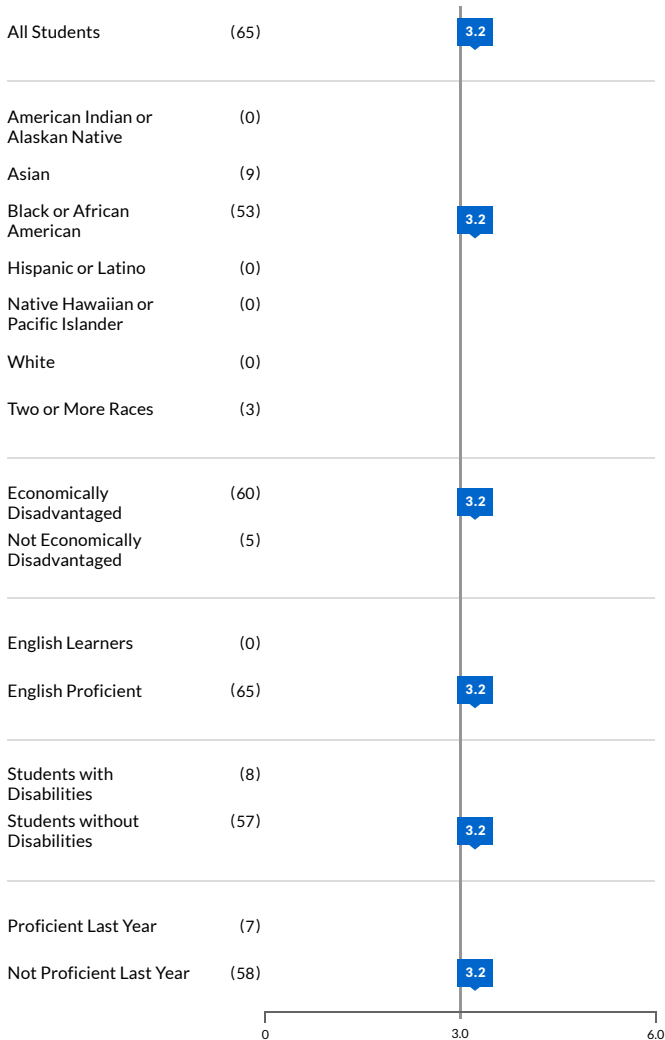 All Students (65) 3.2
American Indian or (0)
Alaskan Native
Asian (9)
Black or African (53) 3.2
American
Hispanic or Latino (0)
Native Hawaiian or (0)
Pacific Islander
White (0)
Two or More Races (3)
Economically (60) 3.2
Disadvantaged
Not Economically (5)
Disadvantaged
English Learners (0)
English Proficient (65) 3.2
Students with (8)
Disabilities
Students without (57) 3.2
Disabilities
Proficient Last Year (7)
Not Proficient Last Year (58) 3.2
0 3.0 6.0